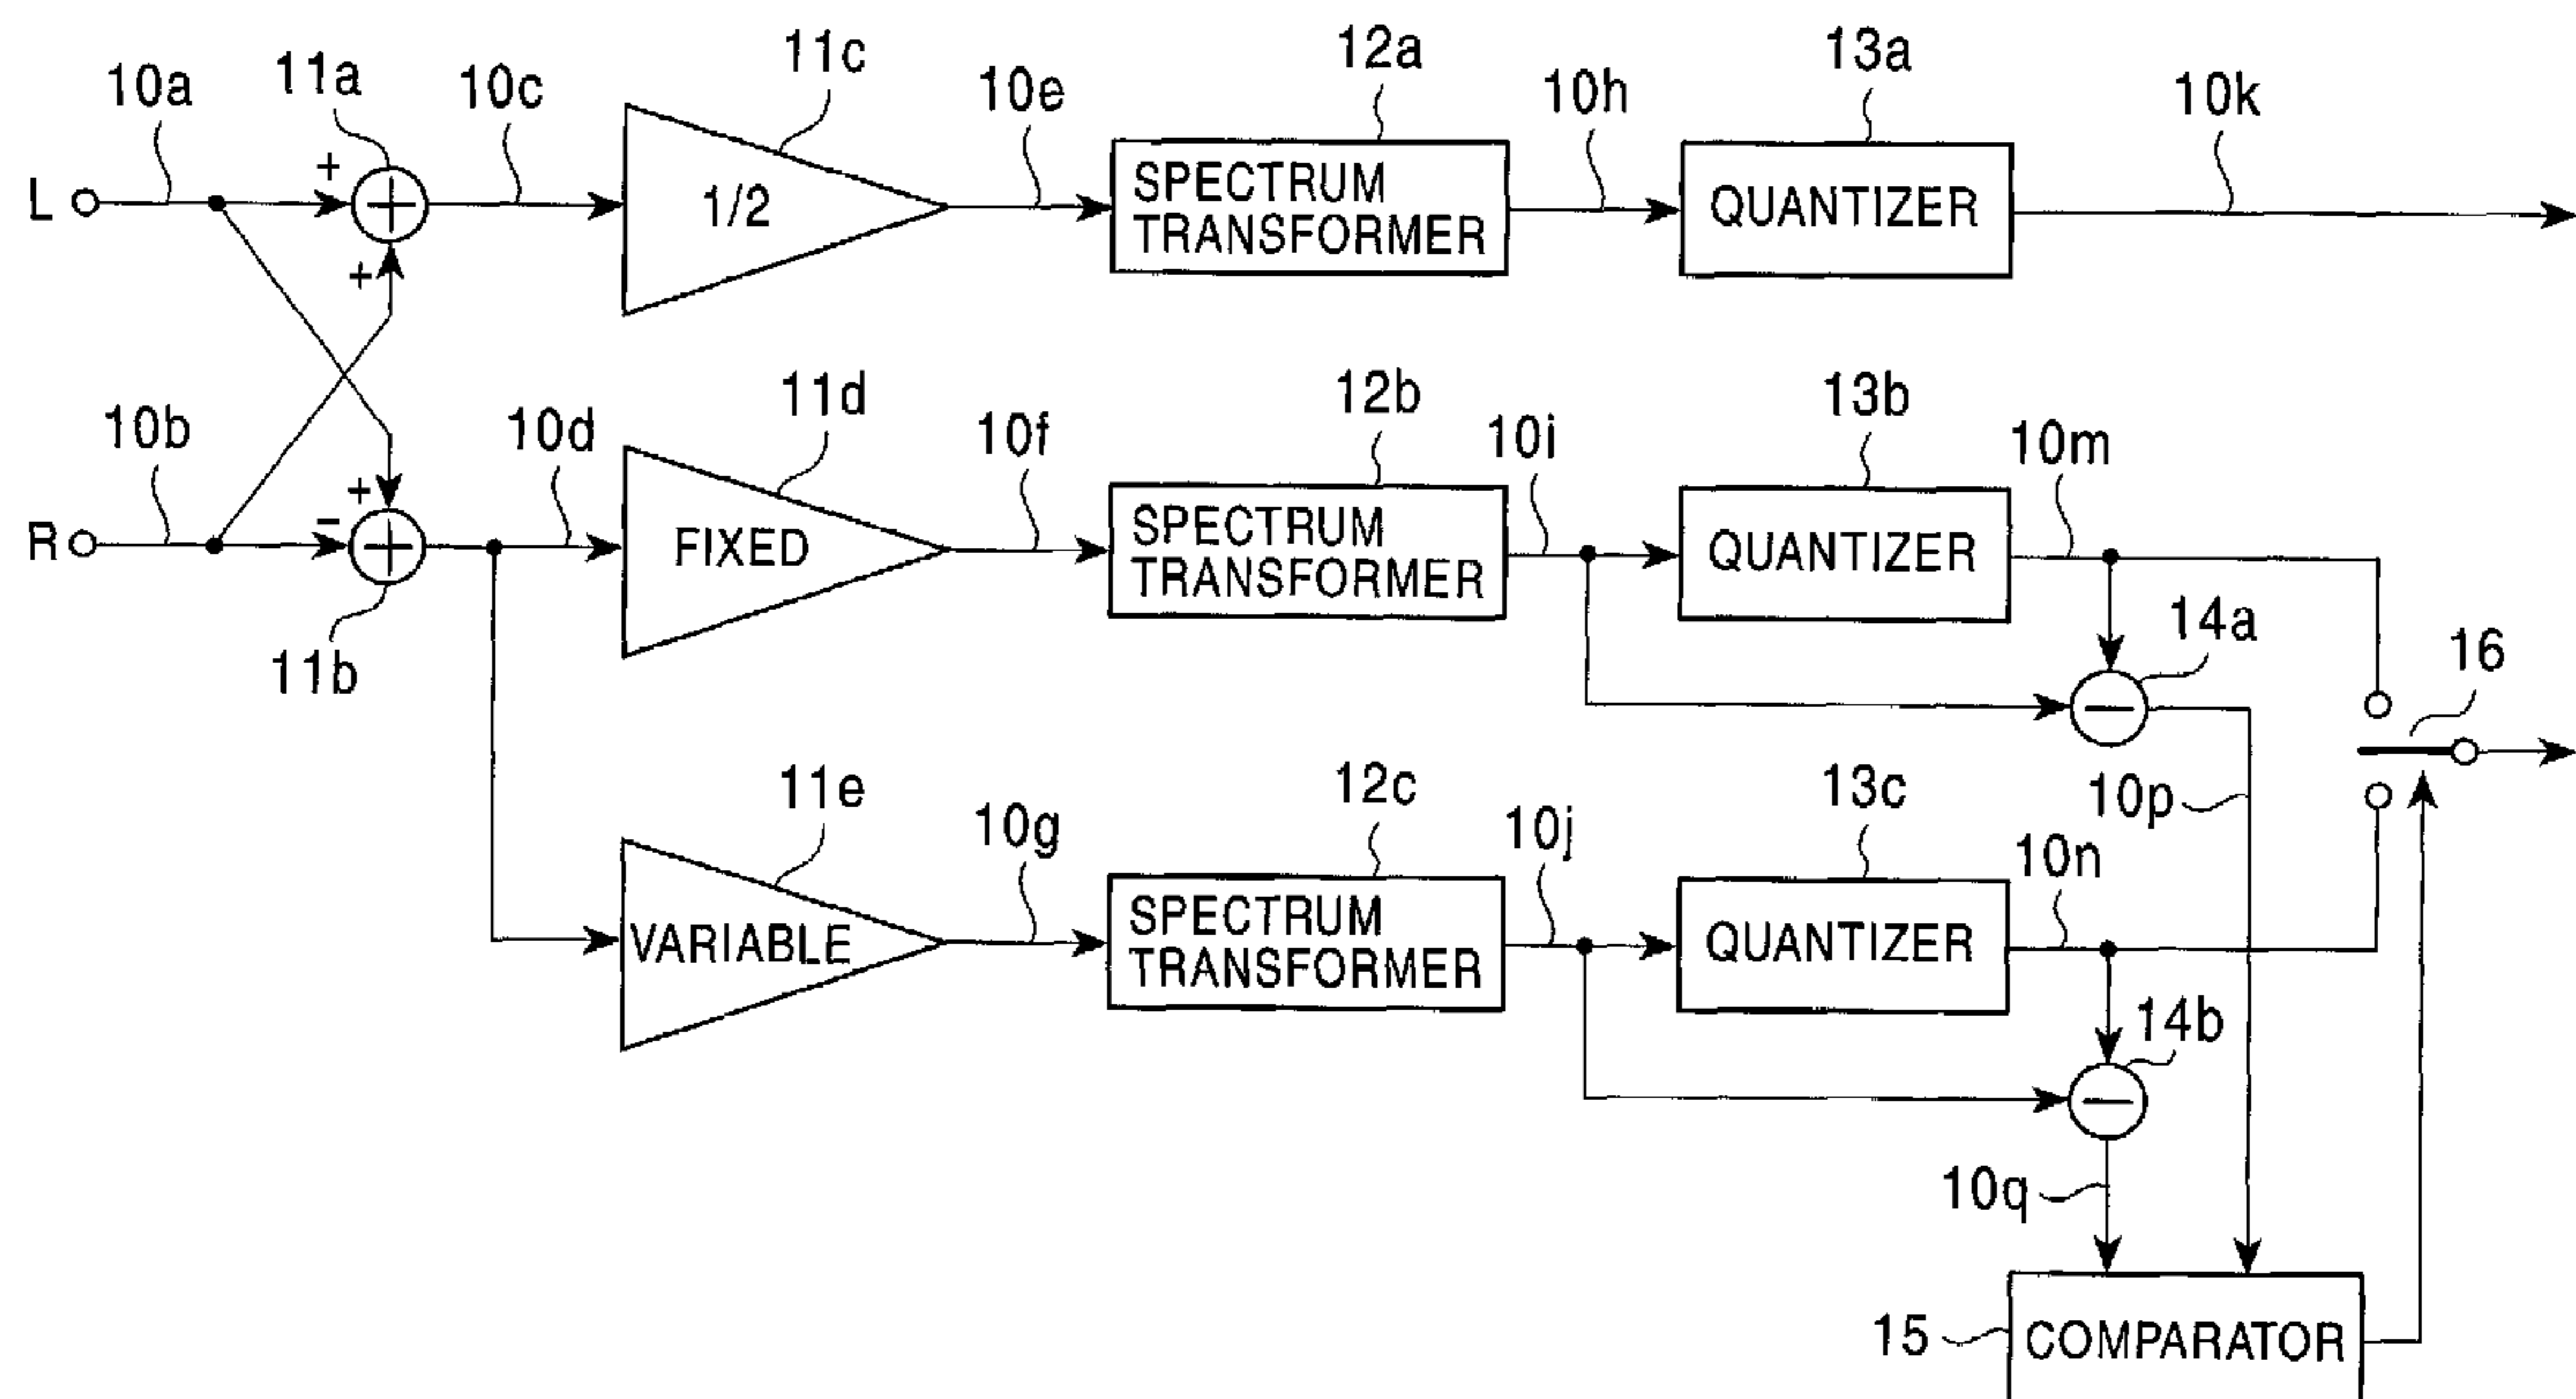 11c 12a 13a
10a 11a 10c 10e 10h 10k
L + 1/2 SPECTRUM
TRANSFORMER QUANTIZER
+
11d 12b 13b
10b 10d 10f 10i 10m
R + - FIXED SPECTRUM
TRANSFORMER QUANTIZER
11b 14a 16
11e 12c 13c 10p
10g 10j 10n
VARIABLE SPECTRUM
TRANSFORMER QUANTIZER
14b
10q
15 COMPARATOR